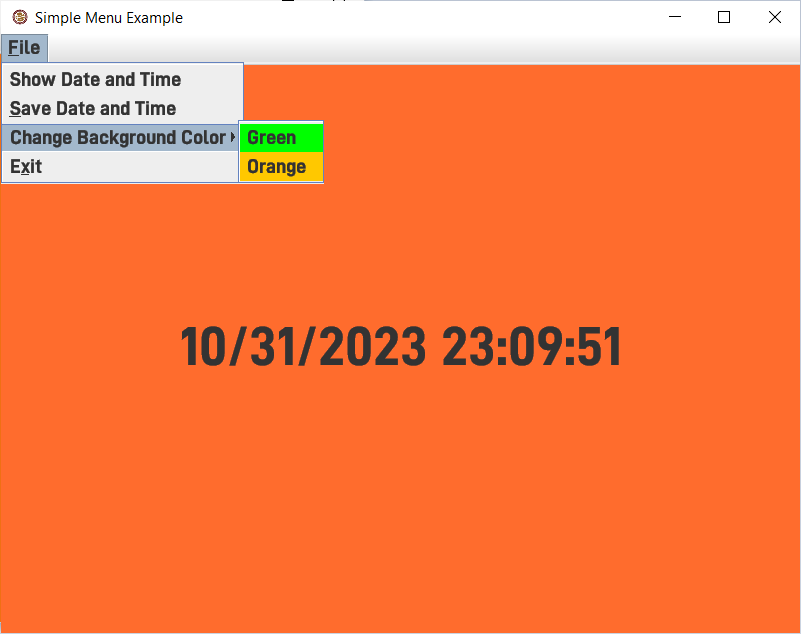 Simple Menu Example
File
Show Date and Time
Save Date and Time
Change Background Color
Green
Exit
Orange
10/31/2023 23:09:51